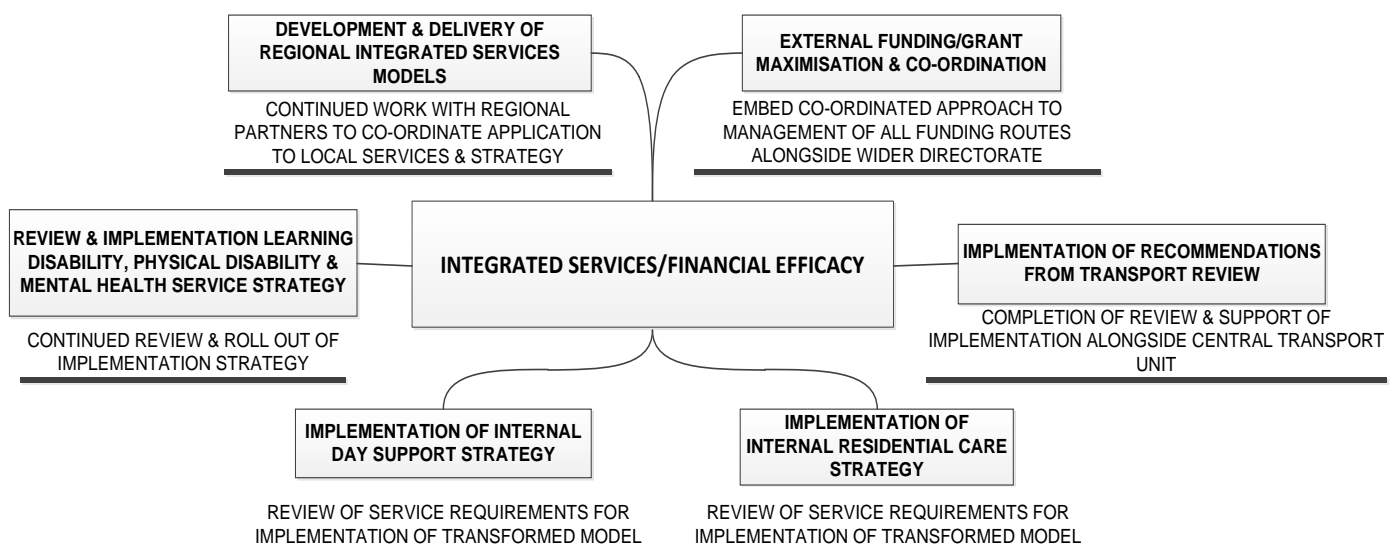 DEVELOPMENT & DELIVERY OF
REGIONAL INTEGRATED SERVICES
MODELS
CONTINUED WORK WITH REGIONAL
PARTNERS TO CO-ORDINATE APPLICATION
TO LOCAL SERVICES & STRATEGY
EXTERNAL FUNDING/GRANT
MAXIMISATION & CO-ORDINATION
EMBED CO-ORDINATED APPROACH TO
MANAGEMENT OF ALL FUNDING ROUTES
ALONGSIDE WIDER DIRECTORATE
REVIEW & IMPLEMENTATION LEARNING
DISABILITY, PHYSICAL DISABILITY &
MENTAL HEALTH SERVICE STRATEGY
CONTINUED REVIEW & ROLL OUT OF
IMPLEMENTATION STRATEGY
INTEGRATED SERVICES/FINANCIAL EFFICACY
IMPLMENTATION OF RECOMMENDATIONS
FROM TRANSPORT REVIEW
COMPLETION OF REVIEW & SUPPORT OF
IMPLEMENTATION ALONGSIDE CENTRAL TRANSPORT
UNIT
IMPLEMENTATION OF INTERNAL
DAY SUPPORT STRATEGY
REVIEW OF SERVICE REQUIREMENTS FOR
IMPLEMENTATION OF TRANSFORMED MODEL
IMPLEMENTATION OF
INTERNAL RESIDENTIAL CARE
STRATEGY
REVIEW OF SERVICE REQUIREMENTS FOR
IMPLEMENTATION OF TRANSFORMED MODEL